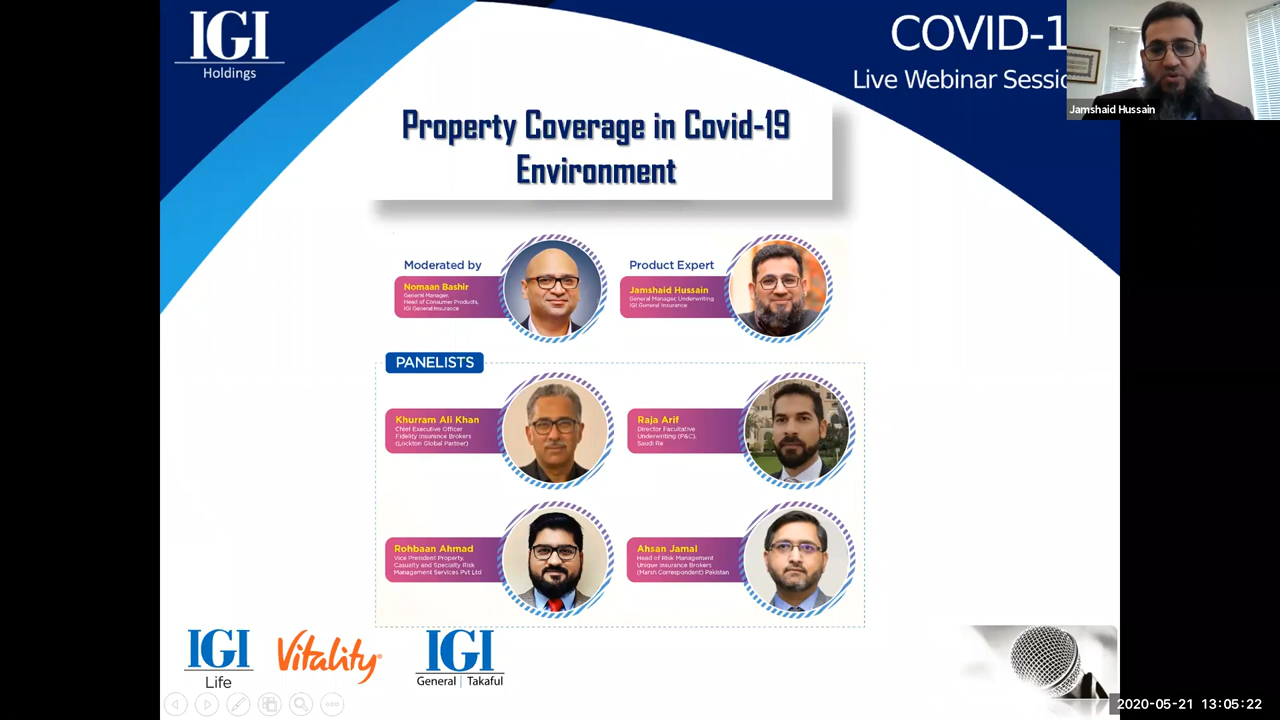 IGI
Holdings
COVID-1
Live Webinar Sessio
Jamshaid Hussain
Property Coverage in Covid-19
Environment
Moderated by
Nomaan Bashir
General Manager,
Head of Consumer Products,
IGI General Insurance
Product Expert
Jamshaid Hussain
General Manager, Underwriting
IGI General Insurance
PANELISTS
Khurram Ali Khan
Chief Executive Officer
Fidelity Insurance Brokers
(Lockton Global Partner)
Raja Arif
Director Facultative
Underwriting (P&C),
Saudi Re
Rohbaan Ahmad
Vice President Property,
Casualty and Specialty Risk
Management Services Pvt Ltd
Ahsan Jamal
Head of Risk Management
Unique Insurance Brokers
(Marsh Correspondent) Pakistan
IGI
Life
Vitality®
IGI
General | Takaful
2020-05-21 13:05:22